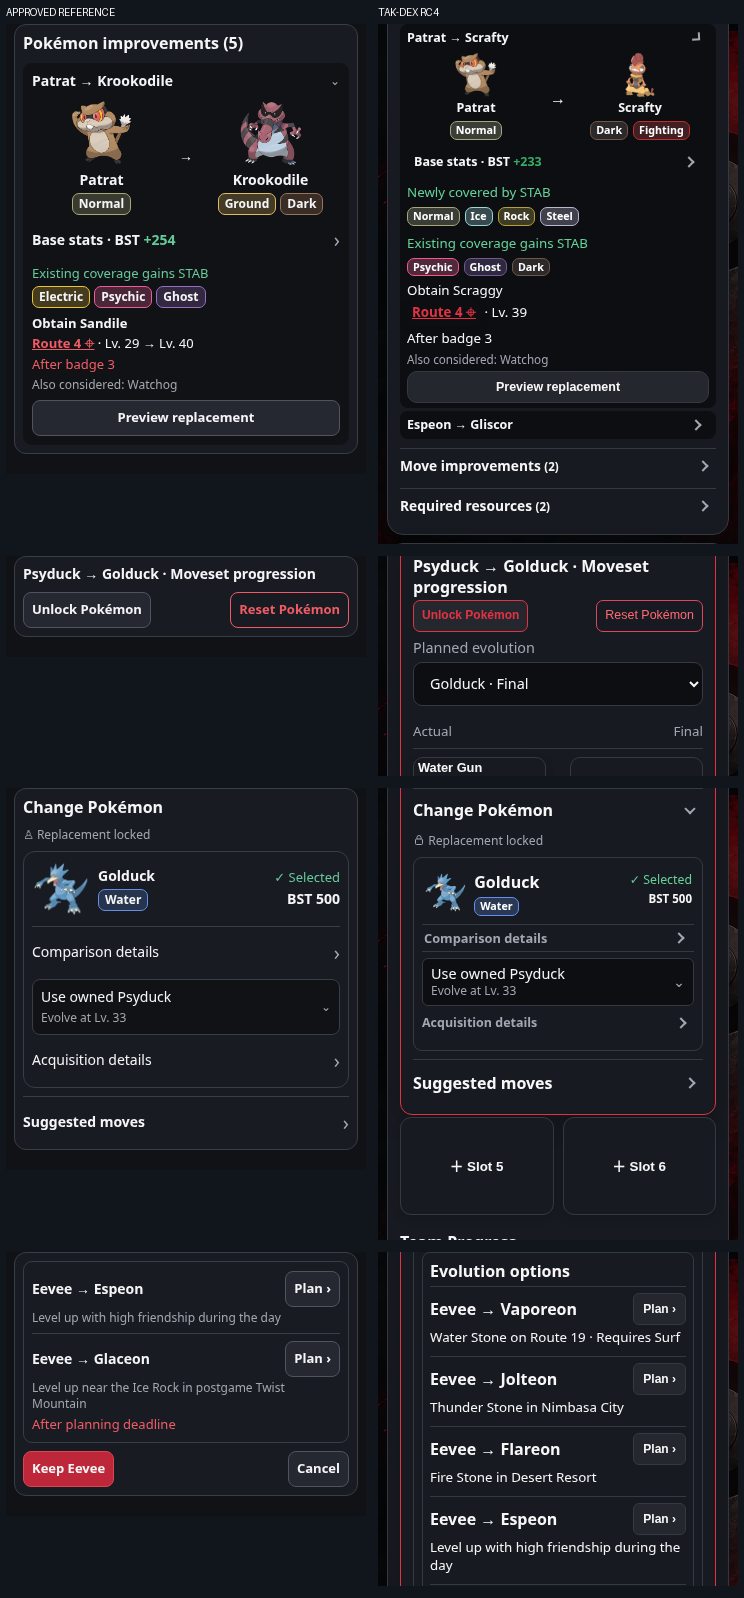 APPROVED REFERENCE
Pokémon improvements (5)
Patrat → Krookodile
→
Patrat
Krookodile
Normal
Ground Dark
Base stats · BST +254
Existing coverage gains STAB
Electric Psychic Ghost
Obtain Sandile
Route 4 ⌖ · Lv. 29 → Lv. 40
After badge 3
Also considered: Watchog
Preview replacement
TAK-DEX RC4
Patrat → Scrafty
→
Patrat
Scrafty
Normal
Dark Fighting
Base stats · BST +233
Newly covered by STAB
Normal Ice Rock Steel
Existing coverage gains STAB
Psychic Ghost Dark
Obtain Scraggy
Route 4 ⌖ · Lv. 39
After badge 3
Also considered: Watchog
Preview replacement
Espeon → Gliscor
Move improvements (2)
Required resources (2)
Psyduck → Golduck · Moveset progression
Unlock Pokémon
Reset Pokémon
Psyduck → Golduck · Moveset
progression
Unlock Pokémon
Reset Pokémon
Planned evolution
Golduck · Final
Actual
Final
Water Gun
Change Pokémon
Replacement locked
Golduck
✓ Selected
Water
BST 500
Comparison details ›
Use owned Psyduck
Evolve at Lv. 33
Acquisition details ›
Suggested moves ›
Change Pokémon
Replacement locked
Golduck
✓ Selected
Water
BST 500
Comparison details
Use owned Psyduck
Evolve at Lv. 33
Acquisition details
Suggested moves
+ Slot 5
+ Slot 6
Team Progress
Eevee → Espeon
Plan ›
Level up with high friendship during the day
Eevee → Glaceon
Plan ›
Level up near the Ice Rock in postgame Twist
Mountain
After planning deadline
Keep Eevee
Cancel
Evolution options
Eevee → Vaporeon
Plan ›
Water Stone on Route 19 · Requires Surf
Eevee → Jolteon
Plan ›
Thunder Stone in Nimbasa City
Eevee → Flareon
Plan ›
Fire Stone in Desert Resort
Eevee → Espeon
Plan ›
Level up with high friendship during the
day